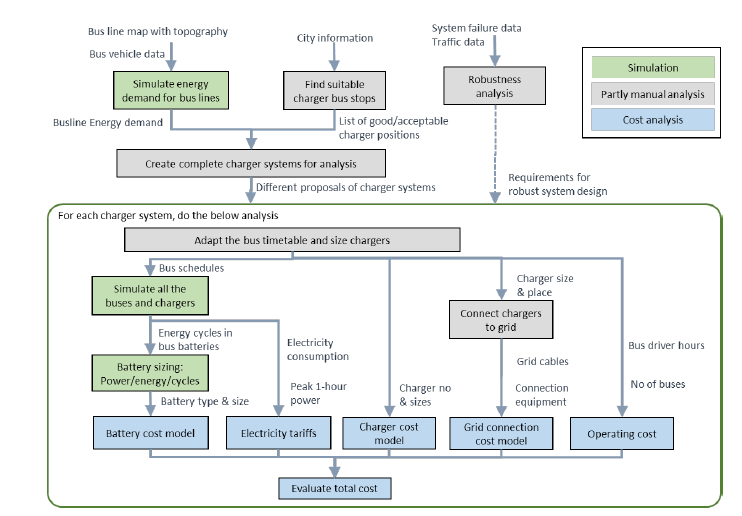 Bus line map with topography
Bus vehicle data
City information
System failure data
Traffic data
Simulate energy
demand for bus lines
Find suitable
charger bus stops
Robustness
analysis
Simulation
Partly manual analysis
Cost analysis
Busline Energy demand
List of good/acceptable
charger positions
Create complete charger systems for analysis
Different proposals of charger systems
Requirements for
robust system design
For each charger system, do the below analysis
Adapt the bus timetable and size chargers
Bus schedules
Simulate all the
buses and chargers
Charger size
& place
Connect chargers
to grid
Energy cycles in
bus batteries
Electricity
consumption
Peak 1-hour
power
Battery sizing:
Power/energy/cycles
Battery type & size
Charger no
& sizes
Grid cables
Connection
equipment
Bus driver hours
No of buses
Battery cost model
Electricity tariffs
Charger cost
model
Grid connection
cost model
Operating cost
Evaluate total cost